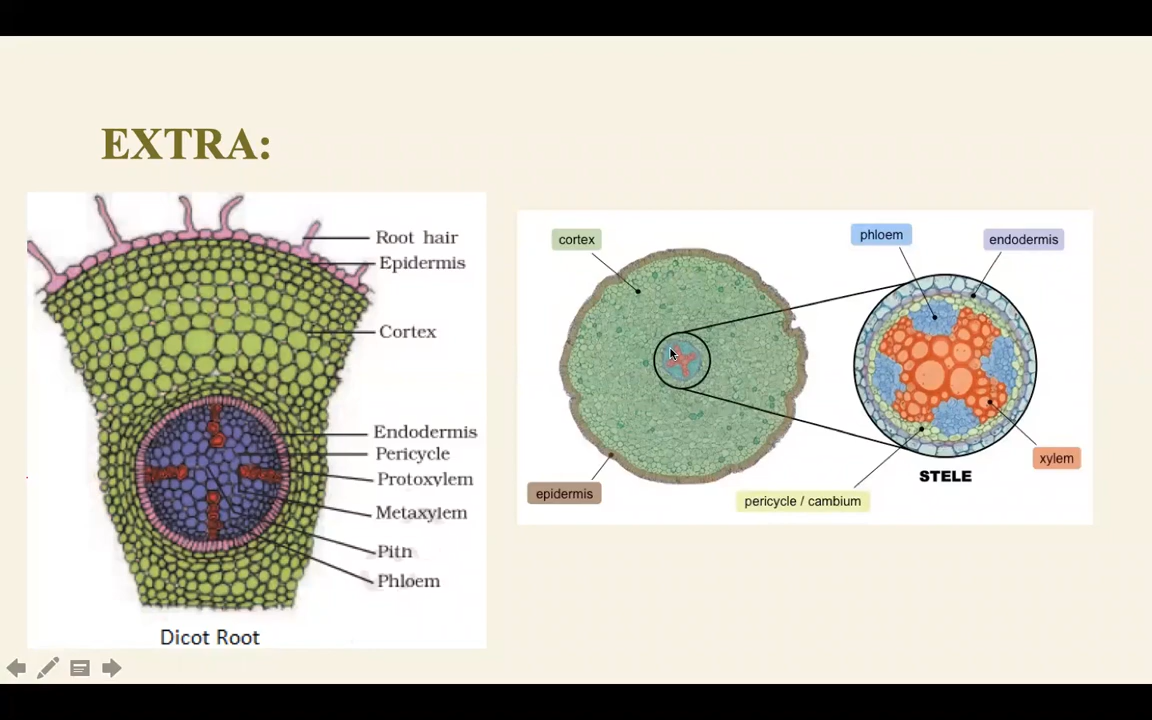 EXTRA:
Root hair
Epidermis
Cortex
Endodermis
Pericycle
Protoxylem
Metaxylem
Pith
Phloem
Dicot Root
cortex
phloem
endodermis
epidermis
pericycle / cambium
STELE
xylem